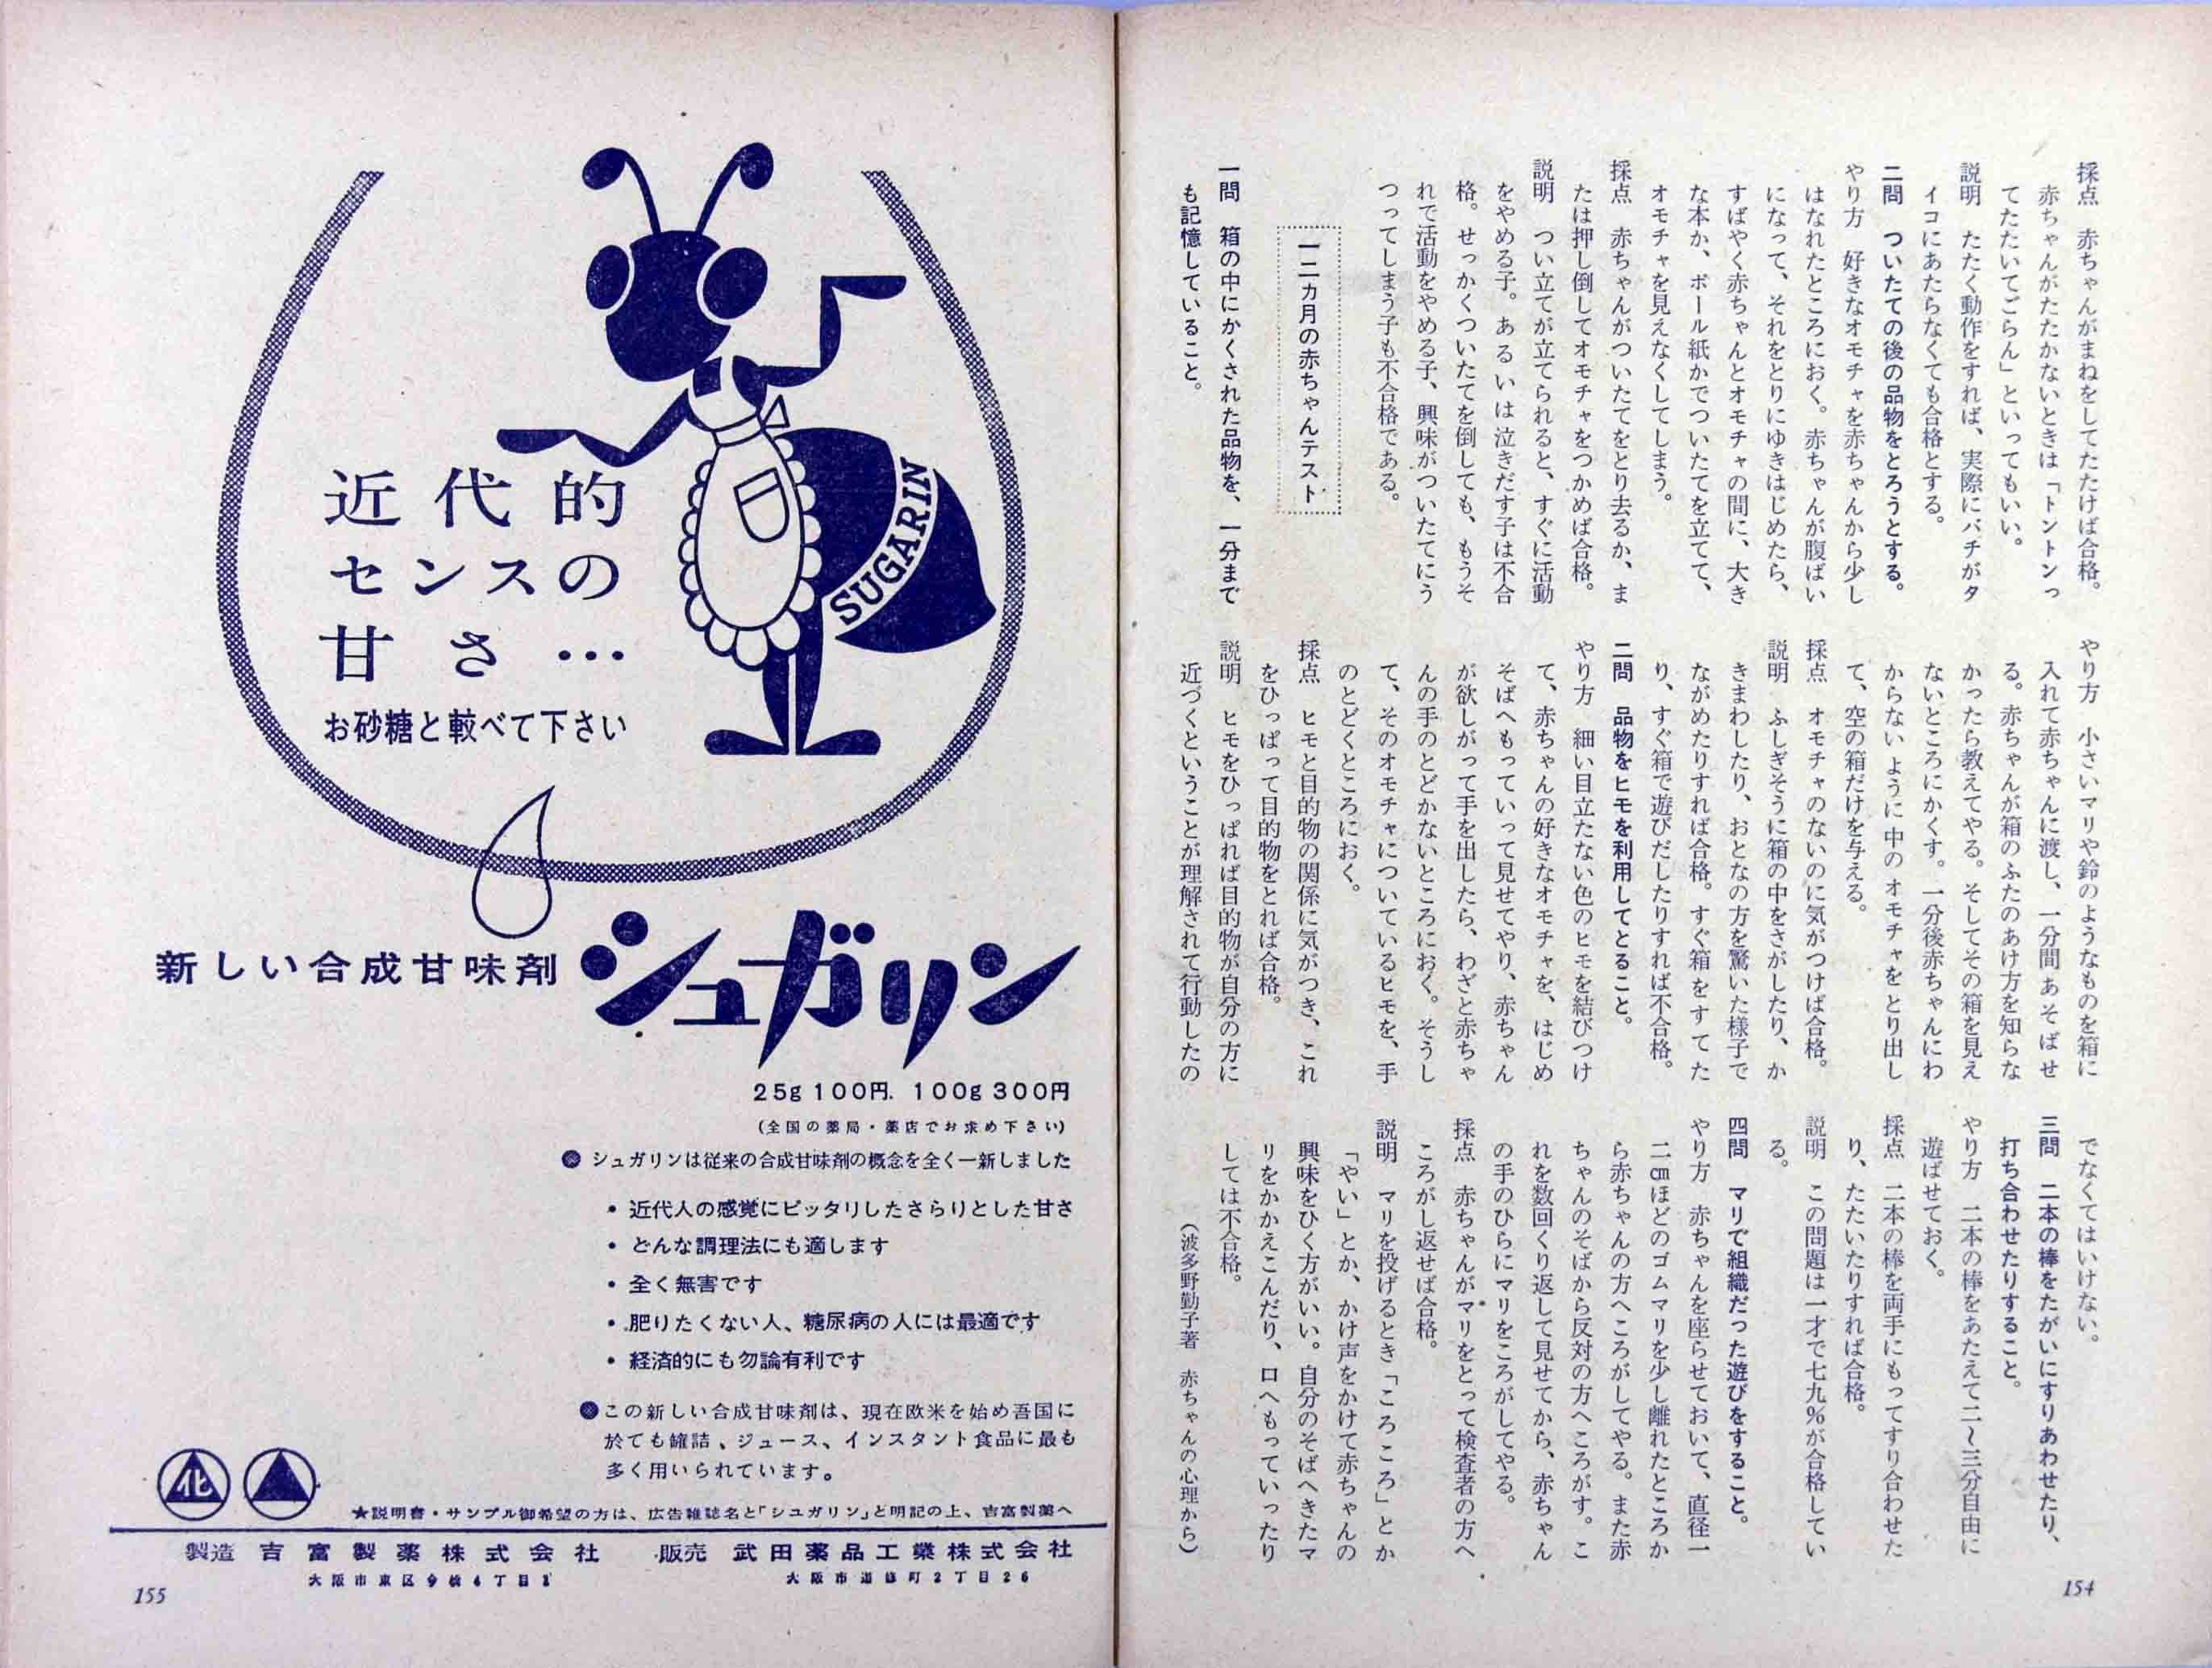 採点　赤ちゃんがまねをしてたたけば合格。
赤ちゃんがたたかないときは「トントンっ
てたたいてごらん」といってもいい。
説明　たたく動作をすれば、実際にバチがタ
イコにあたらなくても合格とする。
二問　ついたての後の品物をとろうとする。
やり方　好きなオモチャを赤ちゃんから少し
はなれたところにおく。赤ちゃんが腹ばい
になって、それをとりにゆきはじめたら、
すばやく赤ちゃんとオモチャの間に、大き
な本か、ボール紙かでついたてを立てて、
オモチャを見えなくしてしまう。
採点　赤ちゃんがついたてをとり去るか、ま
たは押し倒してオモチャをつかめば合格。
説明　つい立てが立てられると、すぐに活動
をやめる子。あるいは泣きだす子は不合
格。せっかくついたてを倒しても、もうそ
れで活動をやめる子、興味がついたてにう
つってしまう子も不合格である。
一二カ月の赤ちゃんテスト
一問　箱の中にかくされた品物を、一分まで
も記憶していること。
やり方　小さいマリや鈴のようなものを箱に
入れて赤ちゃんに渡し、一分間あそばせ
る。赤ちゃんが箱のふたのあけ方を知らな
かったら教えてやる。そしてその箱を見え
ないところにかくす。一分後赤ちゃんにわ
からないように中のオモチャをとり出し
て、空の箱だけを与える。
採点　オモチャのないのに気がつけば合格。
説明　ふしぎそうに箱の中をさがしたり、か
きまわしたり、おとなの方を驚いた様子で
ながめたりすれば合格。すぐ箱をすてた
り、すぐ箱で遊びだしたりすれば不合格。
二問　品物をヒモを利用してとること。
やり方　細い目立たない色のヒモを結びつけ
て、赤ちゃんの好きなオモチャを、はじめ
そばへもっていって見せてやり、赤ちゃん
が欲しがって手を出したら、わざと赤ちゃ
んの手のとどかないところにおく。そうし
て、そのオモチャについているヒモを、手
のとどくところにおく。
採点　ヒモと目的物の関係に気がつき、これ
をひっぱって目的物をとれば合格。
説明　ヒモをひっぱれば目的物が自分の方に
近づくということが理解されて行動したの
でなくてはいけない。
三問　二本の棒をたがいにすりあわせたり、
打ち合わせたりすること。
やり方　二本の棒をあたえて二〜三分自由に
遊ばせておく。
採点　二本の棒を両手にもってすり合わせた
り、たたいたりすれば合格。
説明　この問題は一才で七九％が合格してい
る。
四問　マリで組織だった遊びをすること。
やり方　赤ちゃんを座らせておいて、直径一
二㎝ほどのゴムマリを少し離れたところか
ら赤ちゃんの方へころがしてやる。また赤
ちゃんのそばから反対の方へころがす。こ
れを数回くり返して見せてから、赤ちゃん
の手のひらにマリをころがしてやる。
採点　赤ちゃんがマリをとって検査者の方へ
ころがし返せば合格。
説明　マリを投げるとき「ころころ」とか
「やい」とか、かけ声をかけて赤ちゃんの
興味をひく方がいい。自分のそばへきたマ
リをかかえこんだり、口へもっていったり
しては不合格。
（波多野勤子著　赤ちゃんの心理から）
154
SUGARIN
近代的
センスの
甘さ…
お砂糖と較べて下さい
新しい合成甘味剤 シュガリン
25g 100円. 100g 300円
(全国の薬局・薬店でお求め下さい)
●シュガリンは従来の合成甘味剤の概念を全く一新しました
・近代人の感覚にピッタリしたさらりとした甘さ
・どんな調理法にも適します
・全く無害です
・肥りたくない人、糖尿病の人には最適です
・経済的にも勿論有利です
●この新しい合成甘味剤は、現在欧米を始め吾国に
於ても罐詰、ジュース、インスタント食品に最も
多く用いられています。
化
★説明書・サンプル御希望の方は、広告雑誌名と「シュガリン」と明記の上、吉富製薬へ
製造 吉富製薬株式会社　販売 武田薬品工業株式会社
大阪市東区今橋4丁目1　大阪市道修町2丁目26
155